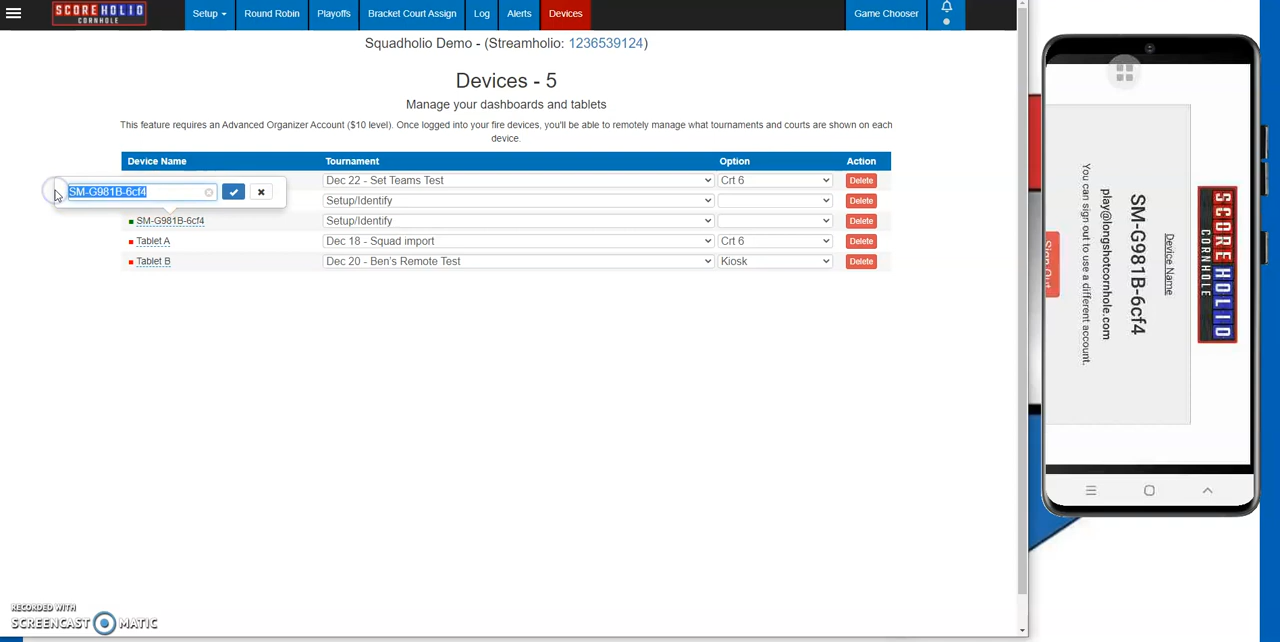 SCOREHOLIO
CORNHOLE
Setup
Round Robin
Playoffs
Bracket Court Assign
Log
Alerts
Devices
Game Chooser
Squadholio Demo - (Streamholio: 1236539124)
Devices - 5
Manage your dashboards and tablets
This feature requires an Advanced Organizer Account ($10 level). Once logged into your fire devices, you'll be able to remotely manage what tournaments and courts are shown on each
device.
Device Name Tournament Option Action
Dec 22 - Set Teams Test Crt 6 Delete
SM-G981B-6cf4
Setup/Identify Delete
SM-G981B-6cf4 Setup/Identify Delete
Tablet A Dec 18 - Squad import Crt 6 Delete
Tablet B Dec 20 - Ben's Remote Test Kiosk Delete
SCOREHOLIO
CORNHOLE
Device Name
SM-G981B-6cf4
play@longshotcornhole.com
You can sign out to use a different account.
Sign Out
RECORDED WITH
SCREENCAST MATIC